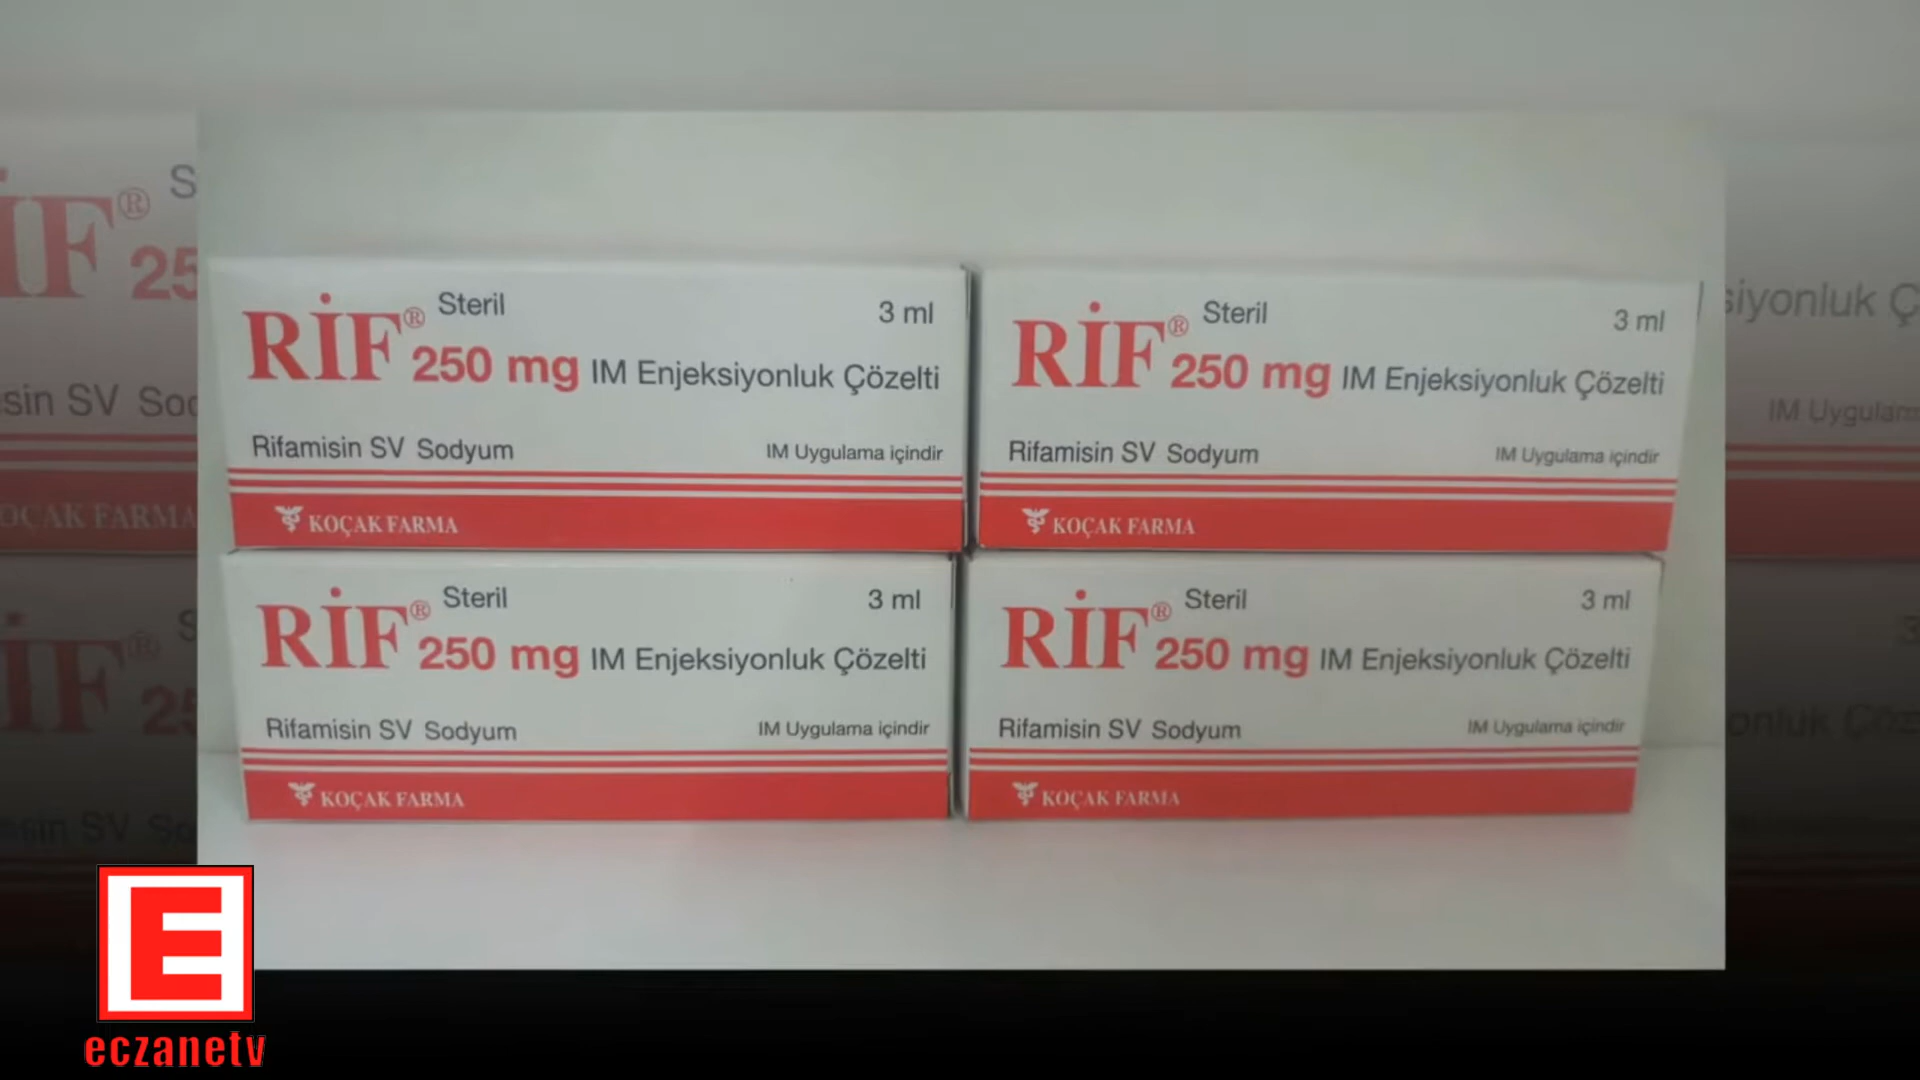 RİF® Steril 3 ml
250 mg IM Enjeksiyonluk Çözelti
Rifamisin SV Sodyum IM Uygulama içindir
KOÇAK FARMA
RİF® Steril 3 ml
250 mg IM Enjeksiyonluk Çözelti
Rifamisin SV Sodyum IM Uygulama içindir
KOÇAK FARMA
RİF® Steril 3 ml
250 mg IM Enjeksiyonluk Çözelti
Rifamisin SV Sodyum IM Uygulama içindir
KOÇAK FARMA
RİF® Steril 3 ml
250 mg IM Enjeksiyonluk Çözelti
Rifamisin SV Sodyum IM Uygulama içindir
KOÇAK FARMA
E
eczanetv